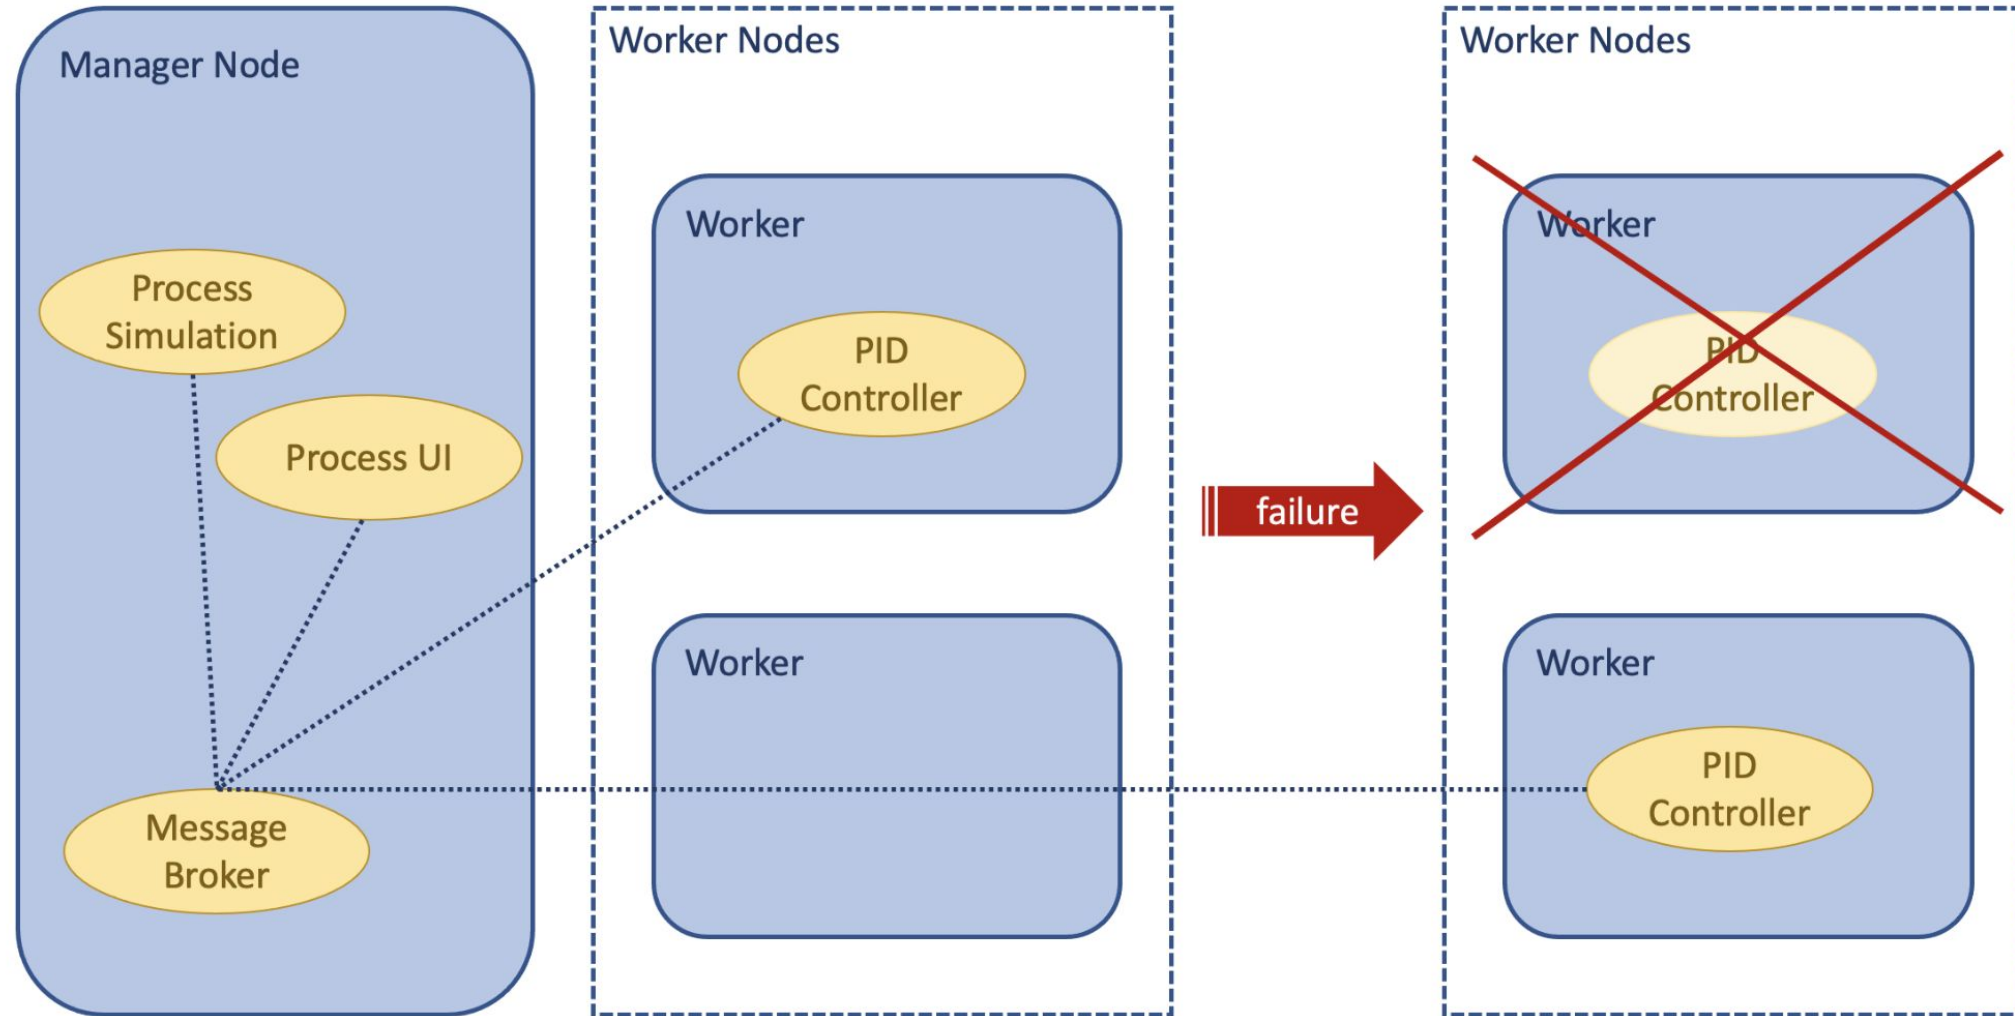 Manager Node
Process
Simulation
Process UI
Message
Broker
Worker Nodes
Worker
PID
Controller
Worker
failure
Worker Nodes
Worker
PID
Controller
Worker
PID
Controller